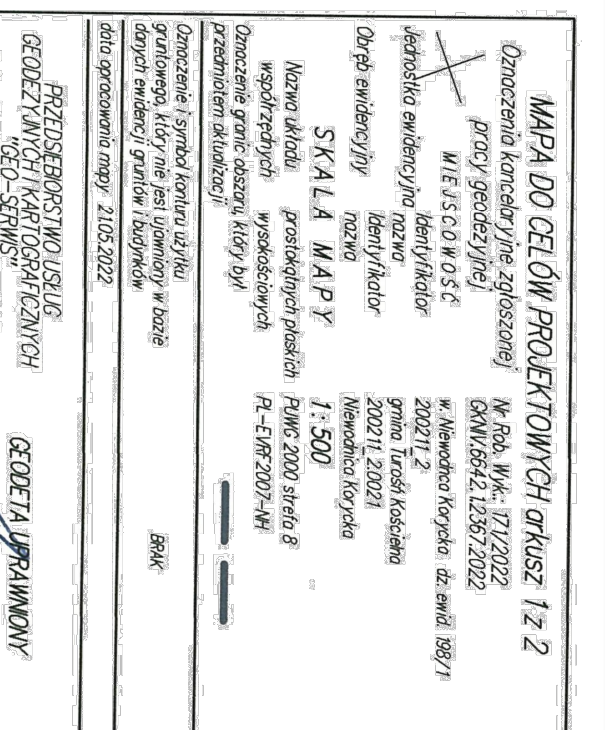 MAPA DO CELÓW PROJEKTOWYCH arkusz 1 z 2
Oznaczenia kancelaryjne zgłoszonej pracy geodezyjnej
Nr Rob. Wyk.: 171/2022
GKNIV.6642.12367.2022
MIEJSCOWOŚĆ w. Niewodnica Korycka dz. ewid. 198/1
Jednostka ewidencyjna identyfikator 200211_2
nazwa gmina Turośń Kościelna
Obręb ewidencyjny identyfikator 200211_2.0021
nazwa Niewodnica Korycka
SKALA MAPY 1:500
Nazwa układu współrzędnych
prostokątnych płaskich PUWG 2000 strefa 8
wysokościowych PL-EVRF2007-NH
Oznaczenie granic obszaru, który był
przedmiotem aktualizacji
Oznaczenie i symbol konturu użytku
gruntowego, który nie jest ujawniony w bazie BRAK
danych ewidencji gruntów i budynków
data opracowania mapy 21.05.2022
PRZEDSIĘBIORSTWO USŁUG
GEODEZYJNYCH I KARTOGRAFICZNYCH
"GEO-SERWIS"
GEODETA UPRAWNIONY